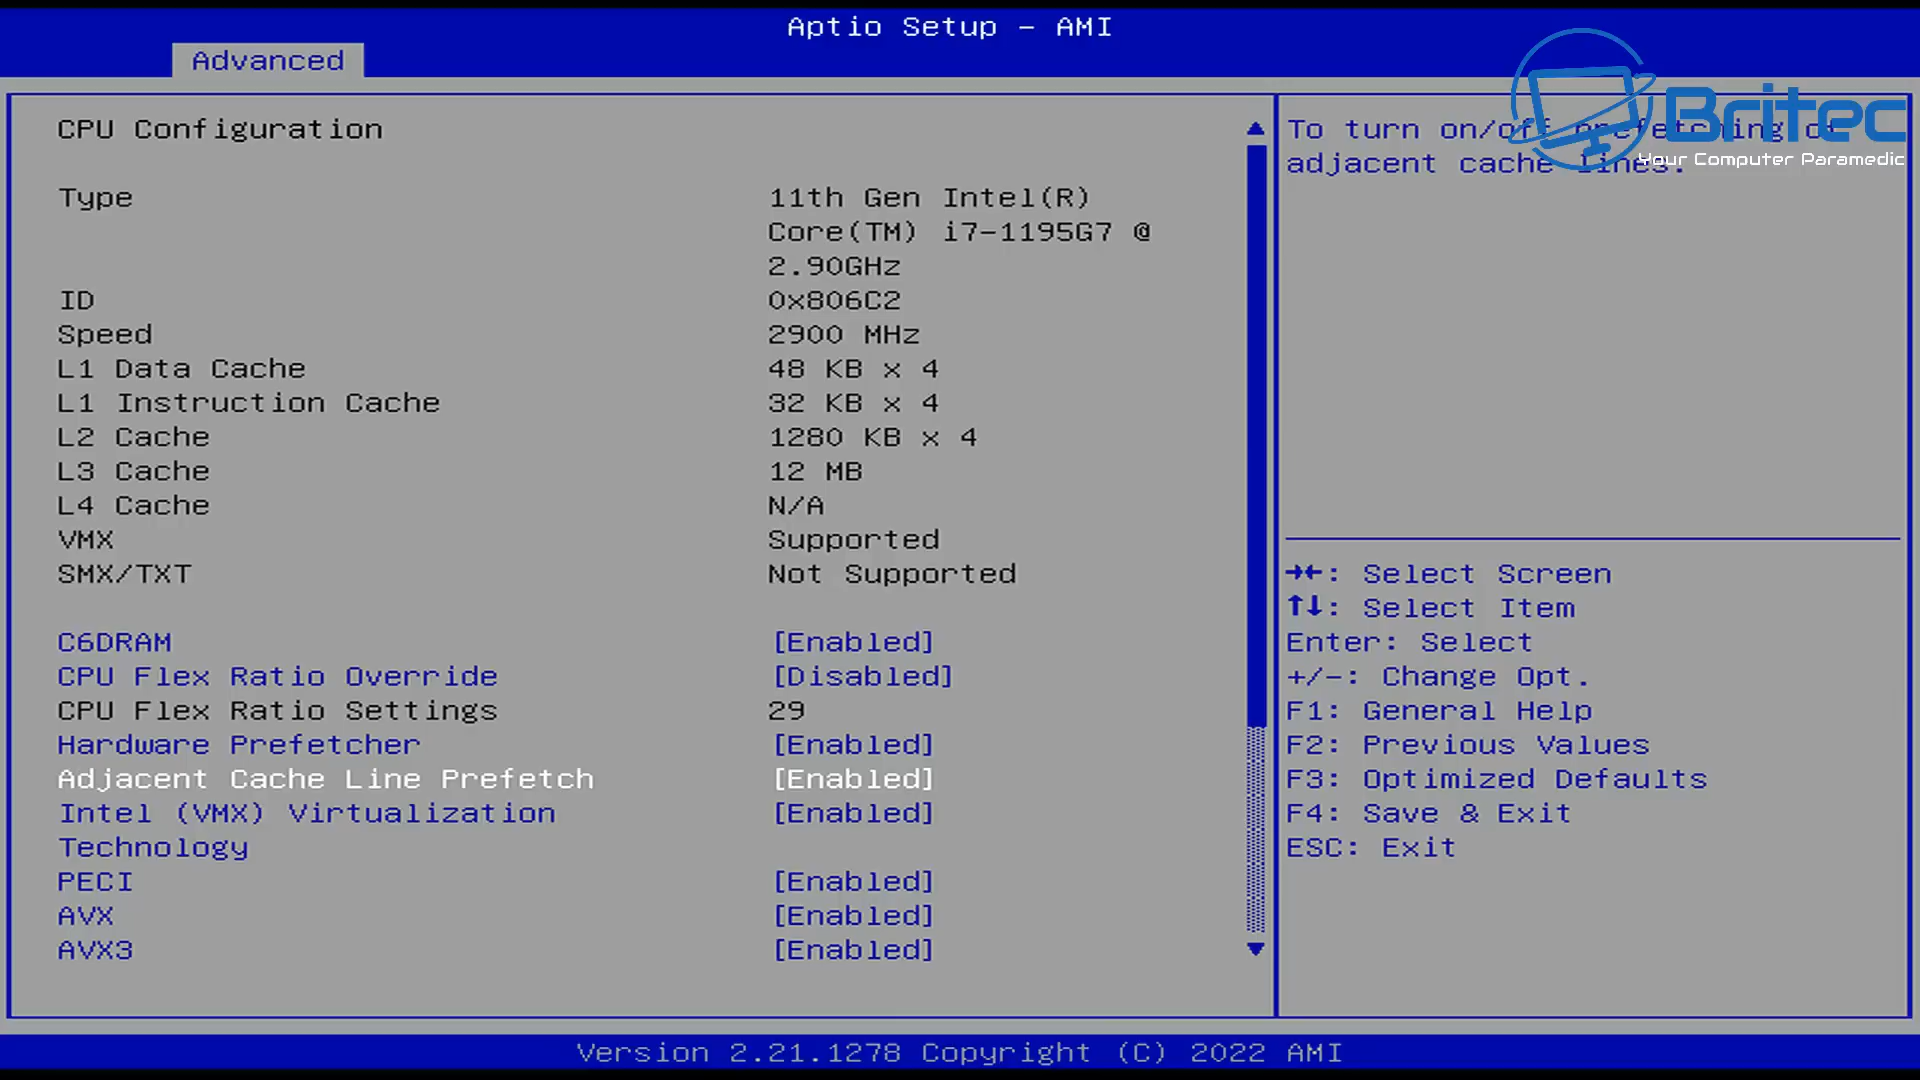 Aptio Setup - AMI
Advanced
Britec
Your Computer Paramedic
CPU Configuration
Type 11th Gen Intel(R)
Core(TM) i7-1195G7 @
2.90GHz
ID 0x806C2
Speed 2900 MHz
L1 Data Cache 48 KB x 4
L1 Instruction Cache 32 KB x 4
L2 Cache 1280 KB x 4
L3 Cache 12 MB
L4 Cache N/A
VMX Supported
SMX/TXT Not Supported
C6DRAM [Enabled]
CPU Flex Ratio Override [Disabled]
CPU Flex Ratio Settings 29
Hardware Prefetcher [Enabled]
Adjacent Cache Line Prefetch [Enabled]
Intel (VMX) Virtualization [Enabled]
Technology
PECI [Enabled]
AVX [Enabled]
AVX3 [Enabled]
To turn on/off prefetching of
adjacent cache lines.
→←: Select Screen
↑↓: Select Item
Enter: Select
+/-: Change Opt.
F1: General Help
F2: Previous Values
F3: Optimized Defaults
F4: Save & Exit
ESC: Exit
Version 2.21.1278 Copyright (C) 2022 AMI